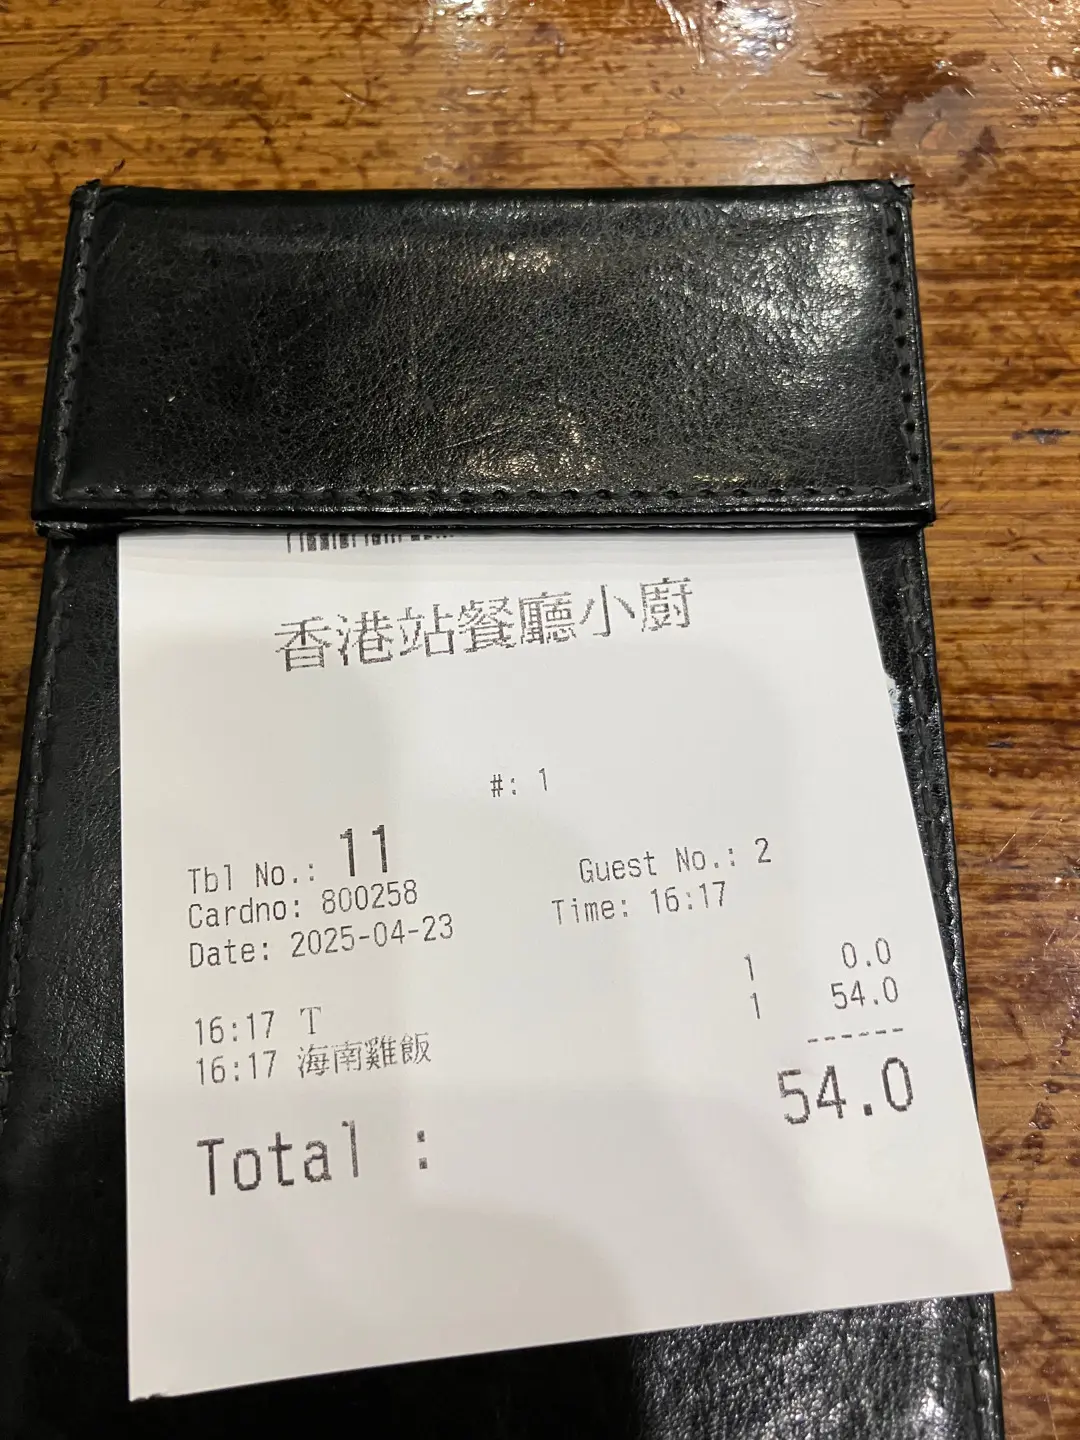 香港站餐廳小廚
#: 1
Tbl No.: 11 Guest No.: 2
Cardno: 800258 Time: 16:17
Date: 2025-04-23
16:17 T 1 0.0
16:17 海南雞飯 1 54.0
------
Total : 54.0